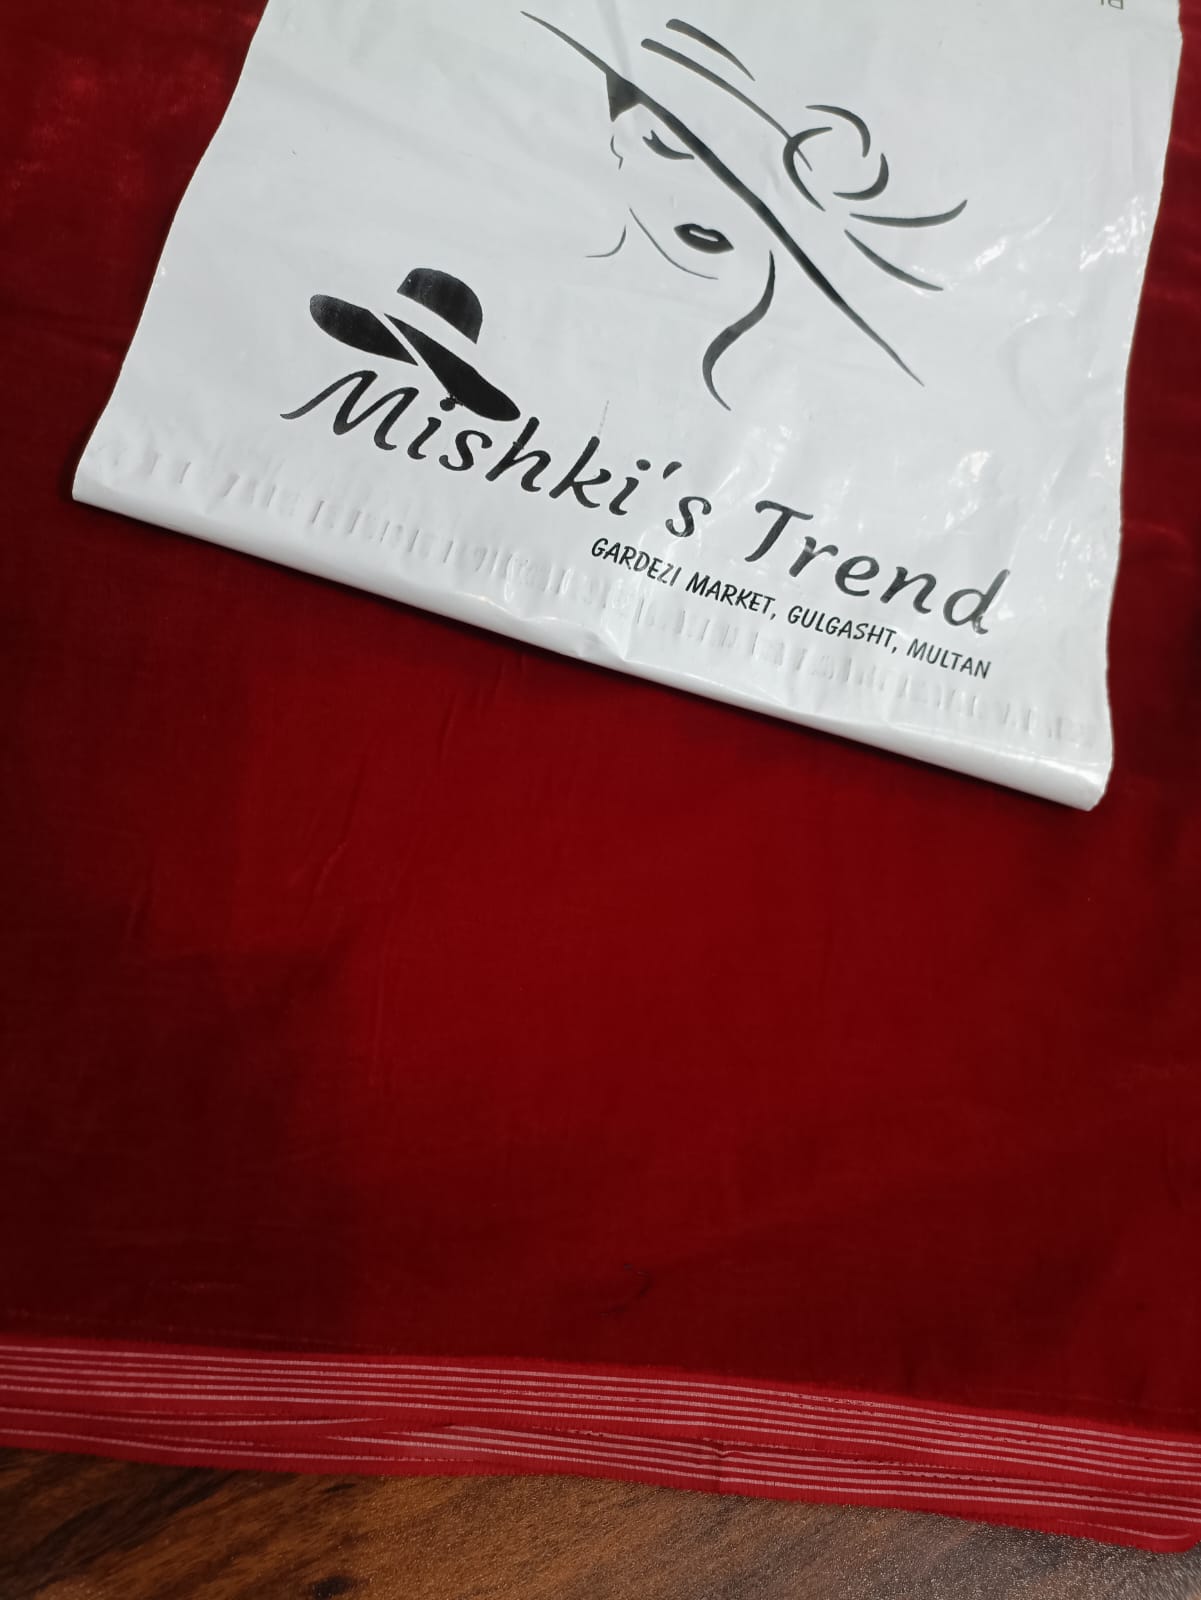 Mishki's Trend
GARDEZI MARKET, GULGASHT, MULTAN